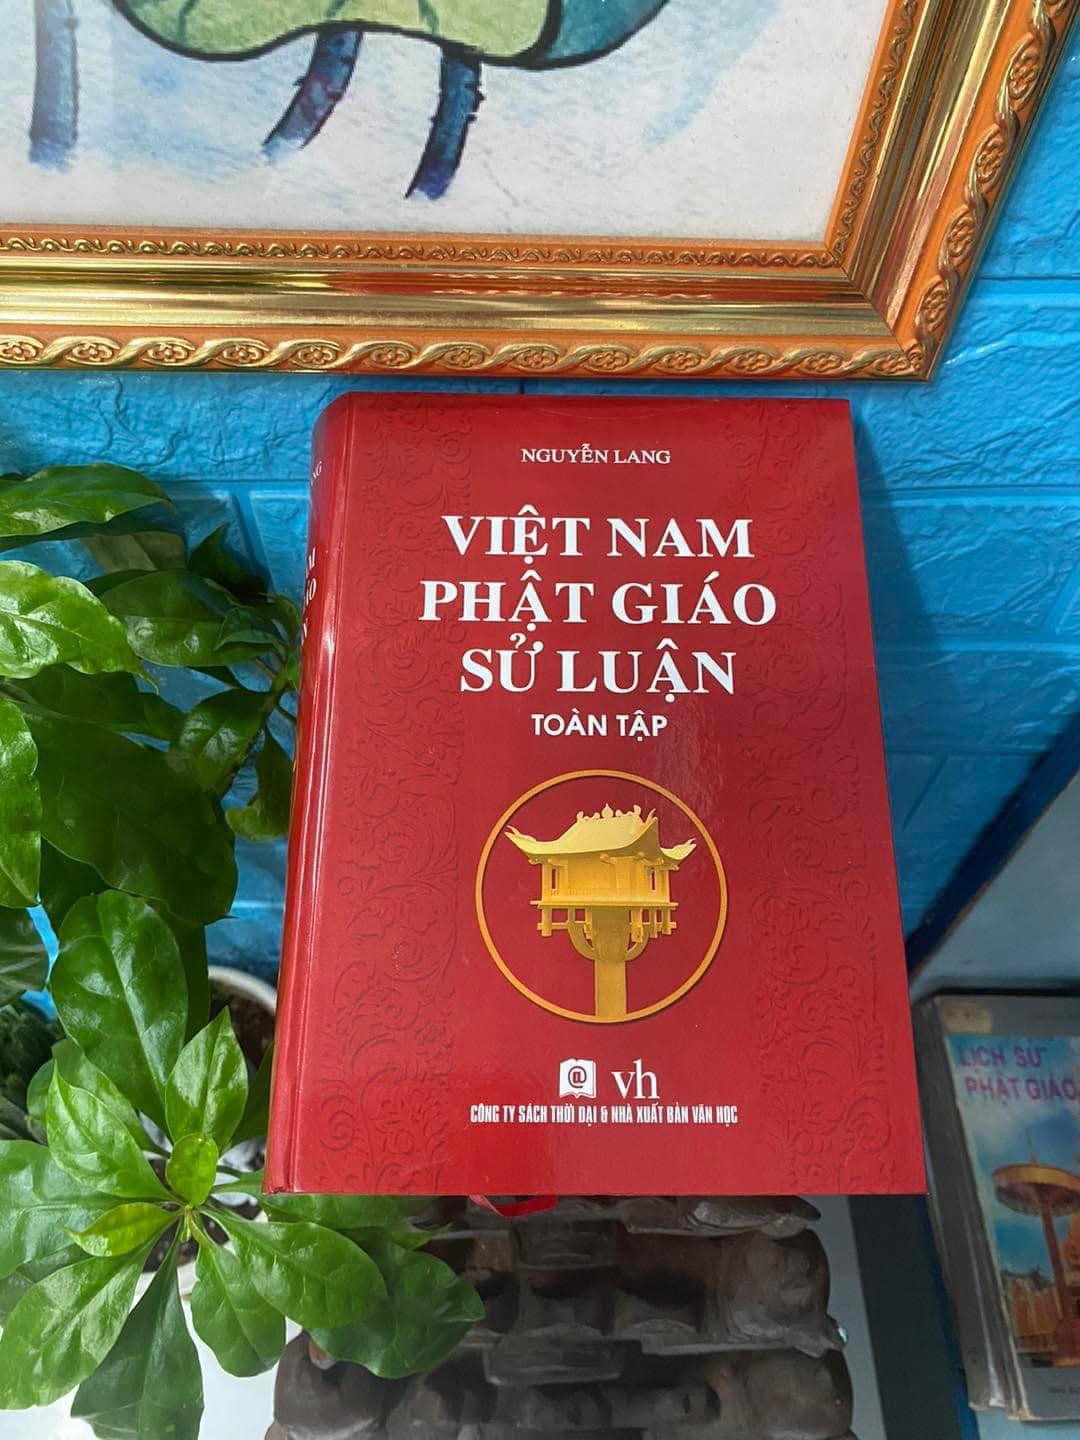 NGUYỄN LANG
VIỆT NAM
PHẬT GIÁO
SỬ LUẬN
TOÀN TẬP
@ vh
CÔNG TY SÁCH THỜI ĐẠI & NHÀ XUẤT BẢN VĂN HỌC
LỊCH SỬ
PHẬT GIÁO